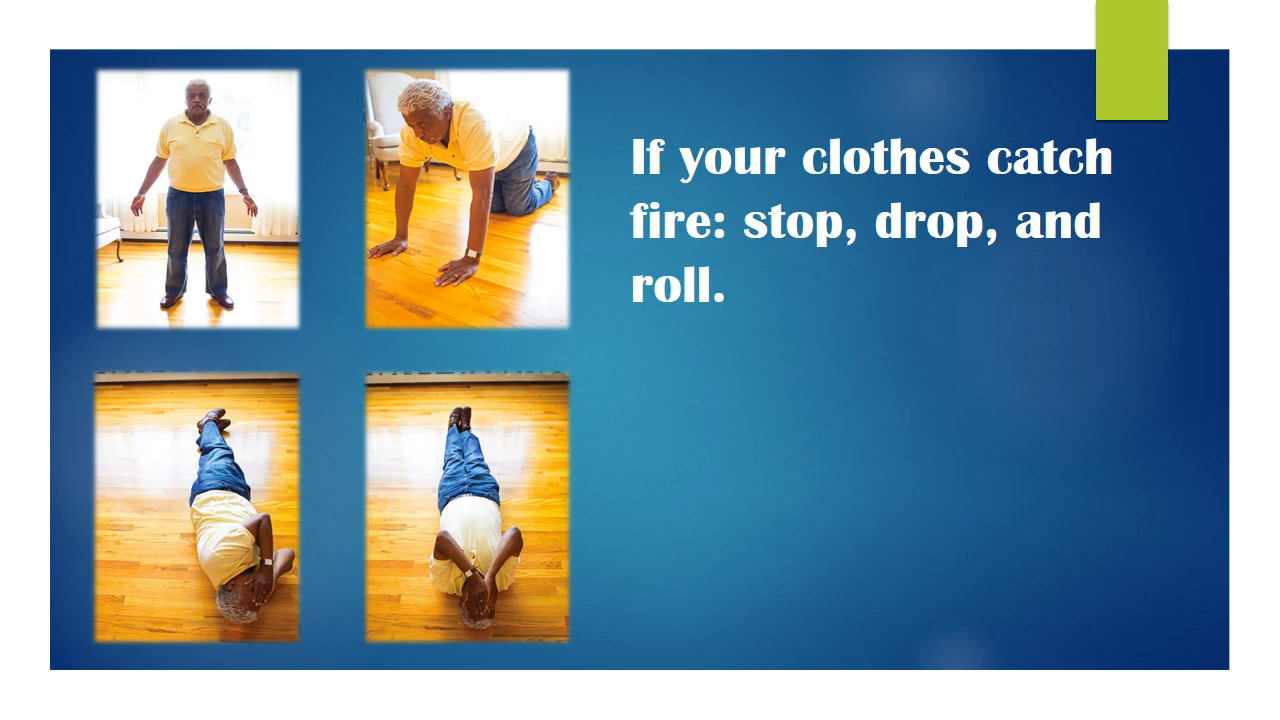 If your clothes catch
fire: stop, drop, and
roll.